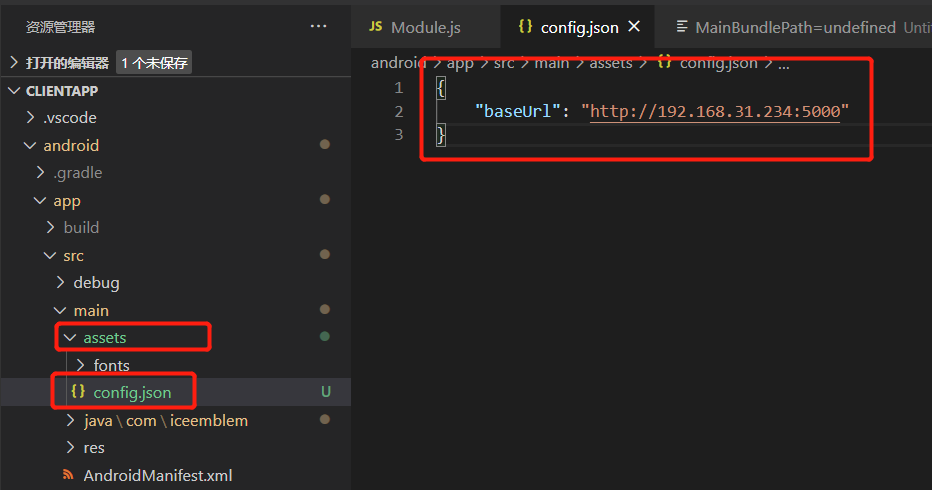 资源管理器 ···
打开的编辑器 1 个未保存
CLIENTAPP
.vscode
android
.gradle
app
build
src
debug
main
assets
fonts
{} config.json U
java \ com \ iceemblem
res
AndroidManifest.xml
JS Module.js {} config.json × MainBundlePath=undefined Unti
android > app > src > main > assets > {} config.json > ...
1 {
2 "baseUrl": "http://192.168.31.234:5000"
3 }